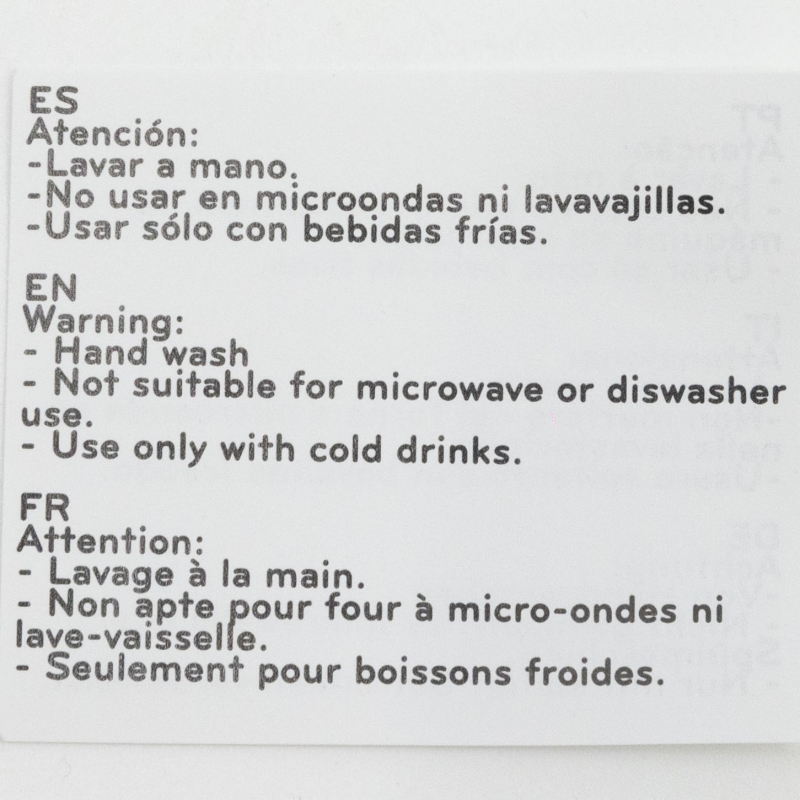 ES
Atención:
-Lavar a mano.
-No usar en microondas ni lavavajillas.
-Usar sólo con bebidas frías.
EN
Warning:
- Hand wash
- Not suitable for microwave or diswasher
use.
- Use only with cold drinks.
FR
Attention:
- Lavage à la main.
- Non apte pour four à micro-ondes ni
lave-vaisselle.
- Seulement pour boissons froides.